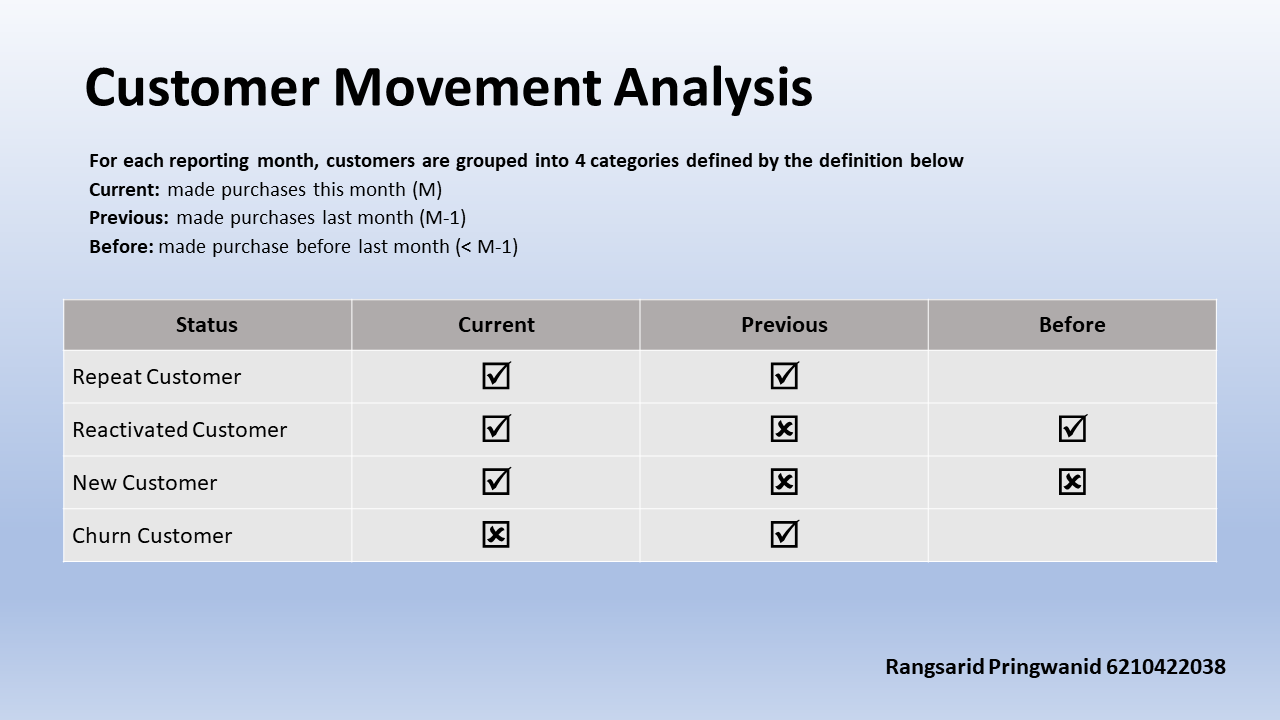 Customer Movement Analysis
For each reporting month, customers are grouped into 4 categories defined by the definition below
Current: made purchases this month (M)
Previous: made purchases last month (M-1)
Before: made purchase before last month (< M-1)
Status Current Previous Before
Repeat Customer ☑ ☑
Reactivated Customer ☑ ☒ ☑
New Customer ☑ ☒ ☒
Churn Customer ☒ ☑
Rangsarid Pringwanid 6210422038